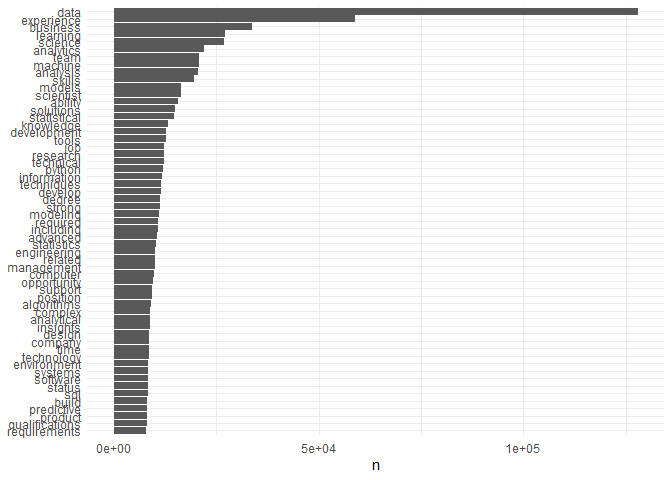 data
experience
business
learning
science
analytics
team
machine
analysis
skills
models
scientist
ability
solutions
statistical
knowledge
development
tools
job
research
technical
python
information
techniques
develop
degree
strong
modeling
required
including
advanced
statistics
engineering
related
management
computer
opportunity
support
position
algorithms
complex
analytical
insights
design
company
time
technology
environment
systems
software
status
sql
build
predictive
product
qualifications
requirements
0e+00 5e+04 1e+05
n